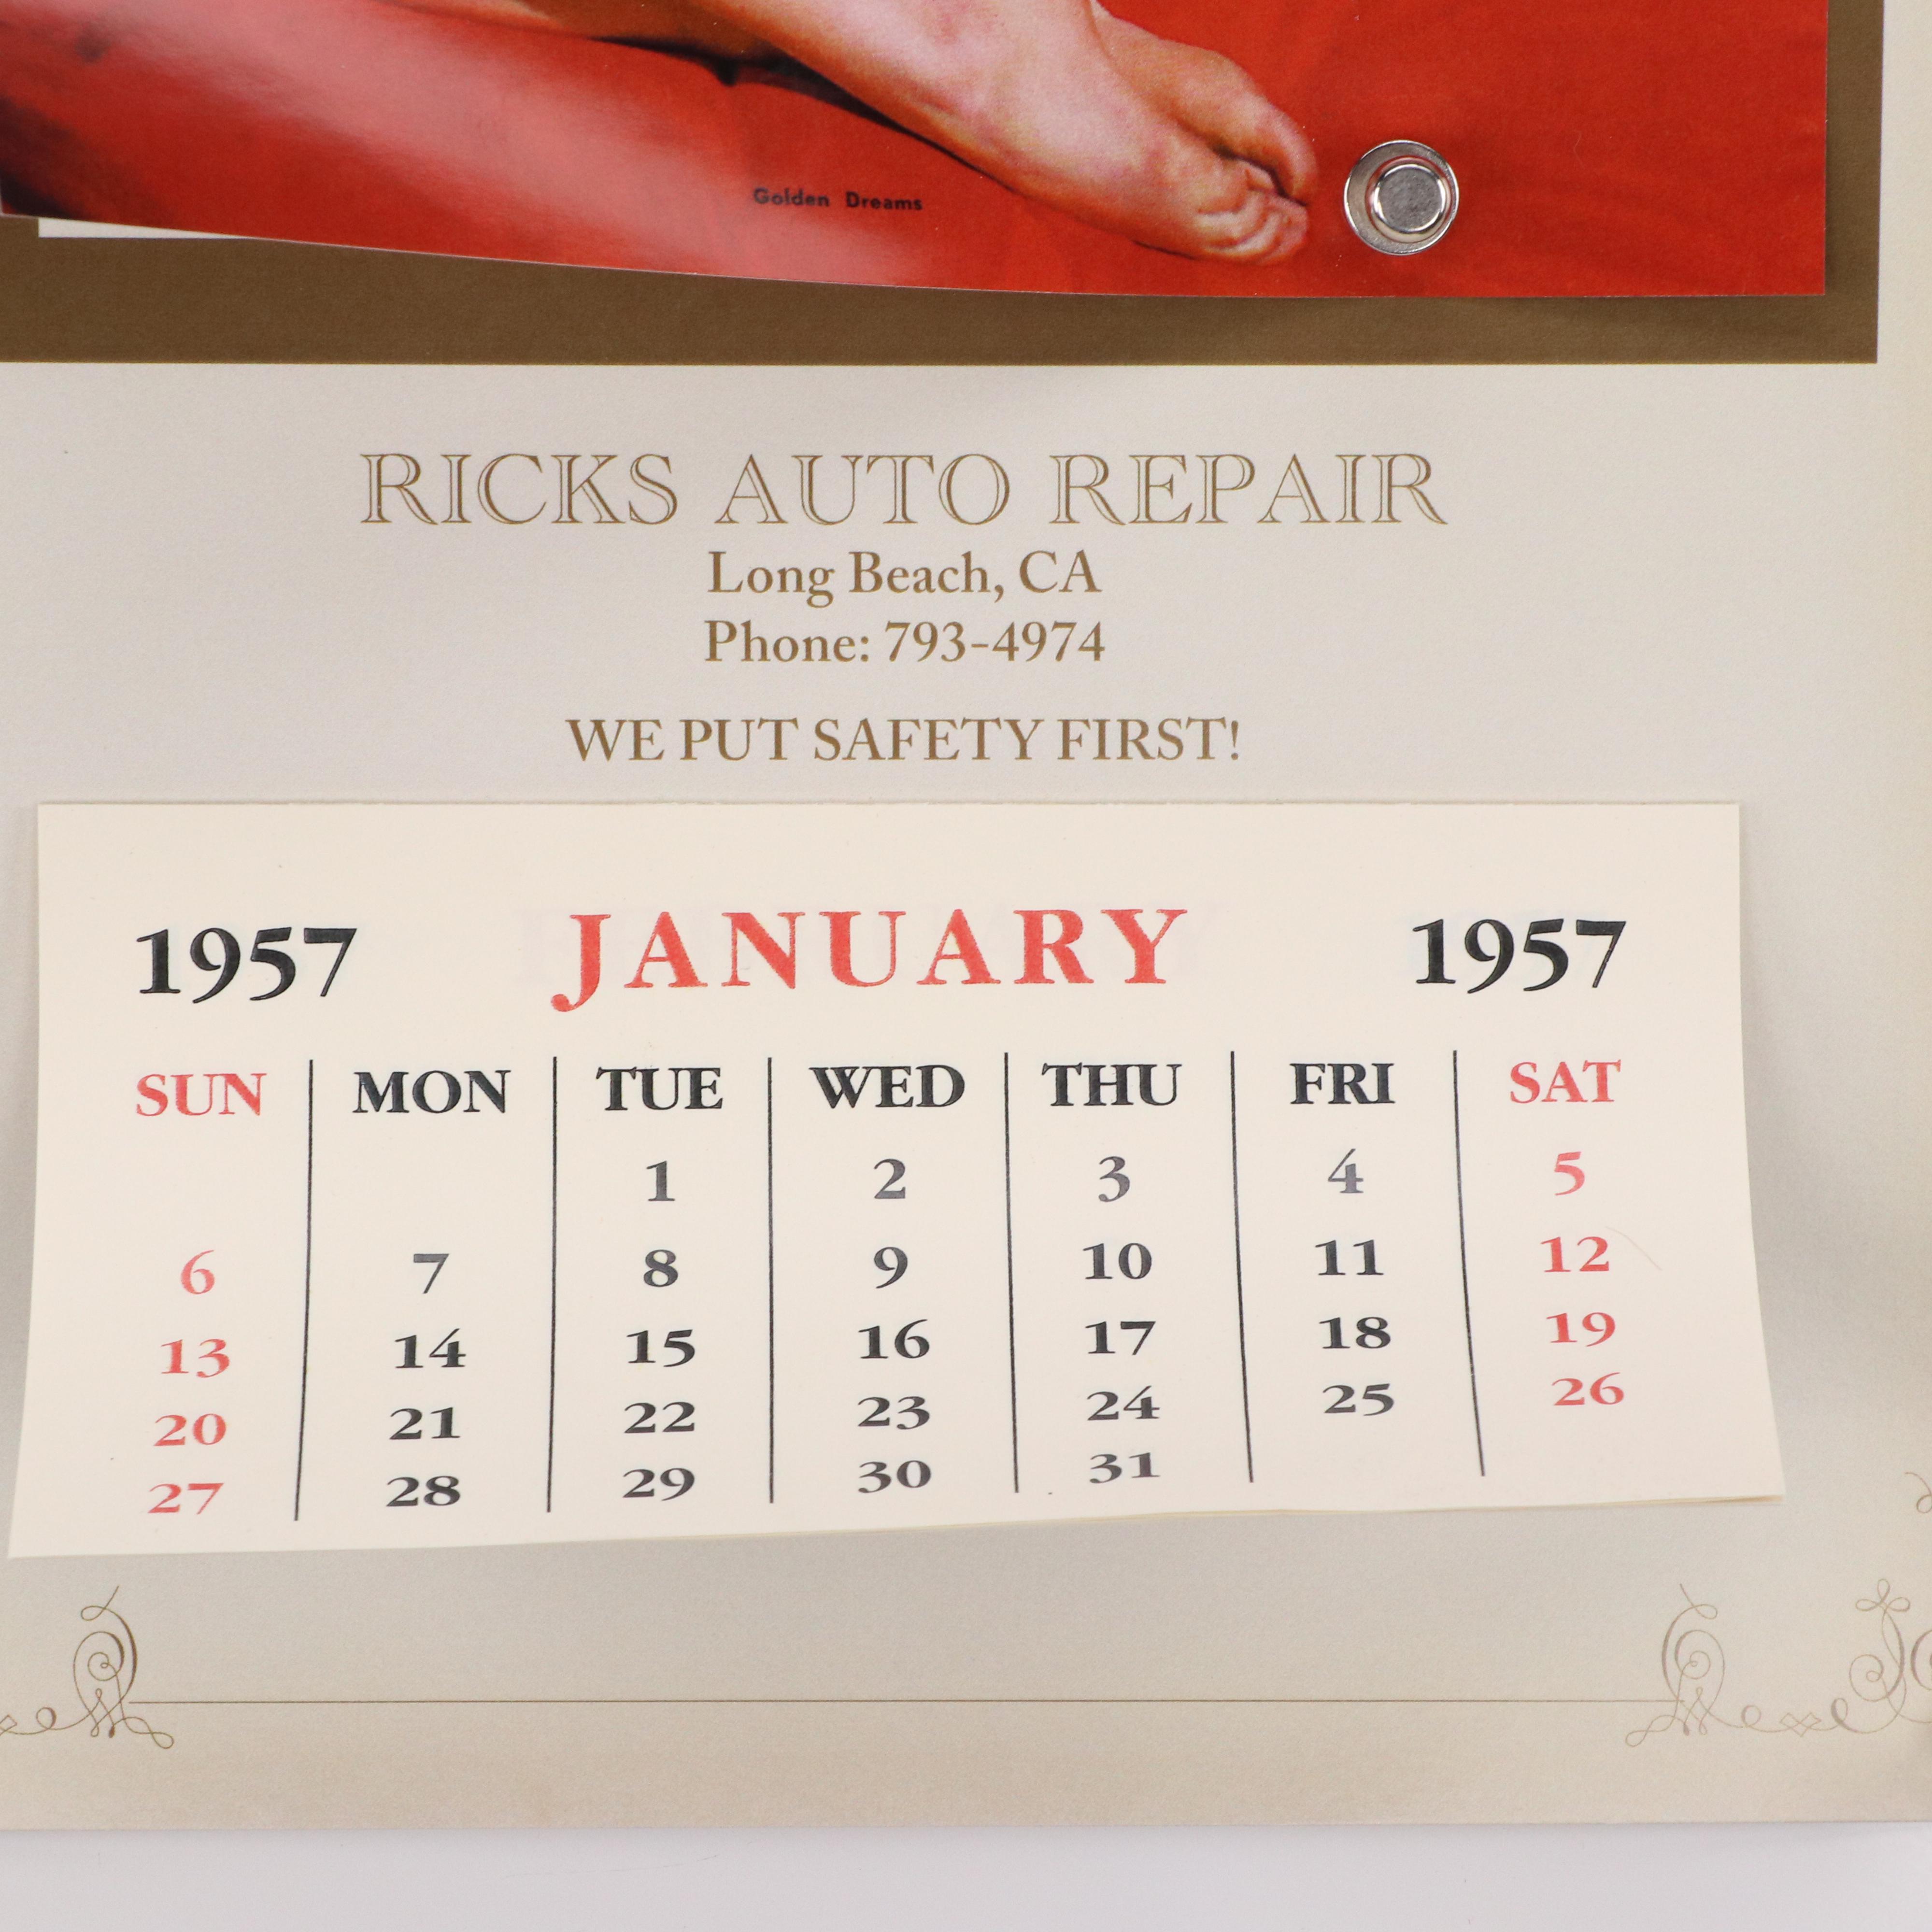 Golden Dreams
RICKS AUTO REPAIR
Long Beach, CA
Phone: 793-4974
WE PUT SAFETY FIRST!
1957 JANUARY 1957
SUN MON TUE WED THU FRI SAT
1 2 3 4 5
6 7 8 9 10 11 12
13 14 15 16 17 18 19
20 21 22 23 24 25 26
27 28 29 30 31